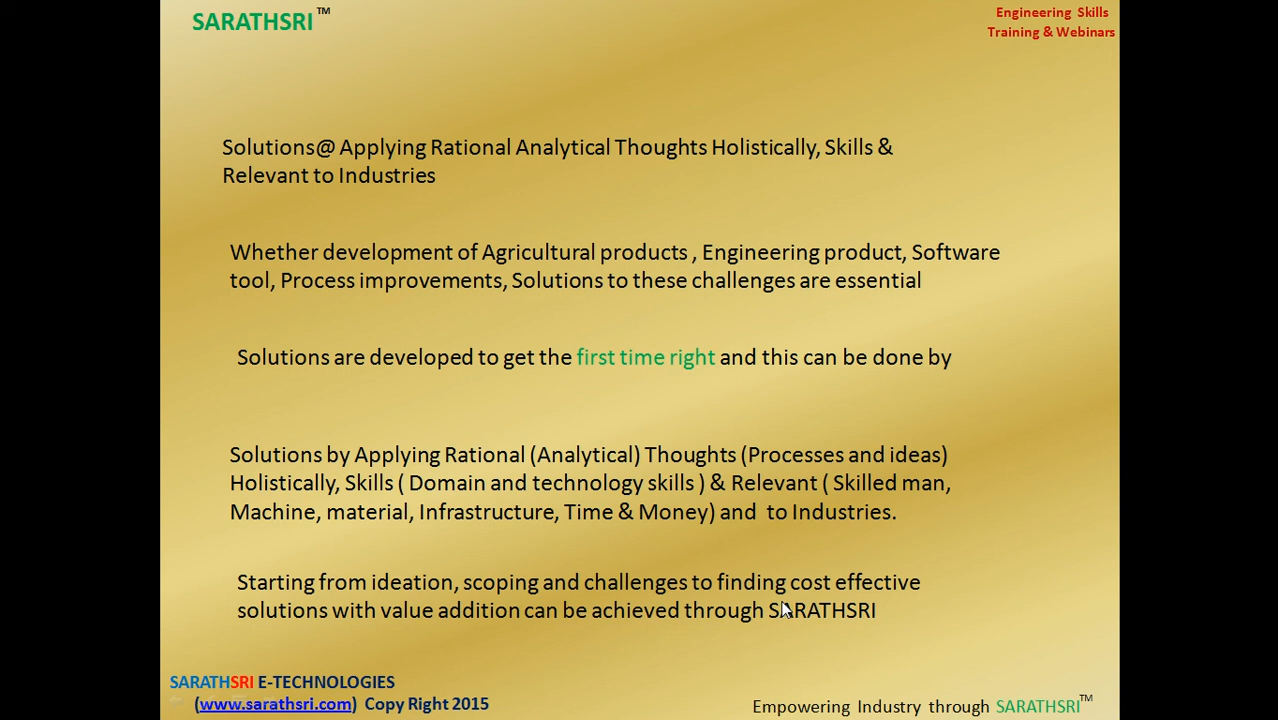 SARATHSRI™
Engineering Skills
Training & Webinars
Solutions@ Applying Rational Analytical Thoughts Holistically, Skills &
Relevant to Industries
Whether development of Agricultural products , Engineering product, Software
tool, Process improvements, Solutions to these challenges are essential
Solutions are developed to get the first time right and this can be done by
Solutions by Applying Rational (Analytical) Thoughts (Processes and ideas)
Holistically, Skills ( Domain and technology skills ) & Relevant ( Skilled man,
Machine, material, Infrastructure, Time & Money) and to Industries.
Starting from ideation, scoping and challenges to finding cost effective
solutions with value addition can be achieved through SARATHSRI
SARATHSRI E-TECHNOLOGIES
(www.sarathsri.com) Copy Right 2015
Empowering Industry through SARATHSRI™